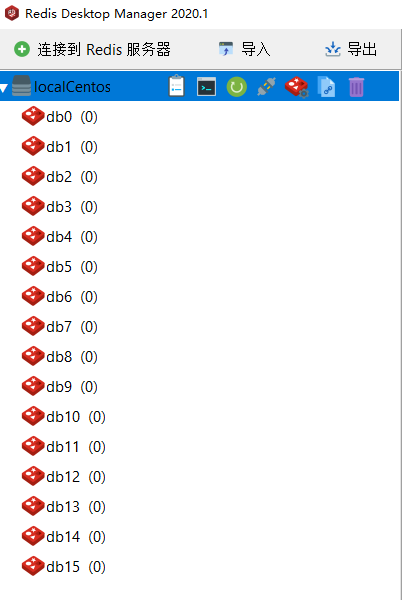 Redis Desktop Manager 2020.1
连接到 Redis 服务器 导入 导出
localCentos
db0 (0)
db1 (0)
db2 (0)
db3 (0)
db4 (0)
db5 (0)
db6 (0)
db7 (0)
db8 (0)
db9 (0)
db10 (0)
db11 (0)
db12 (0)
db13 (0)
db14 (0)
db15 (0)